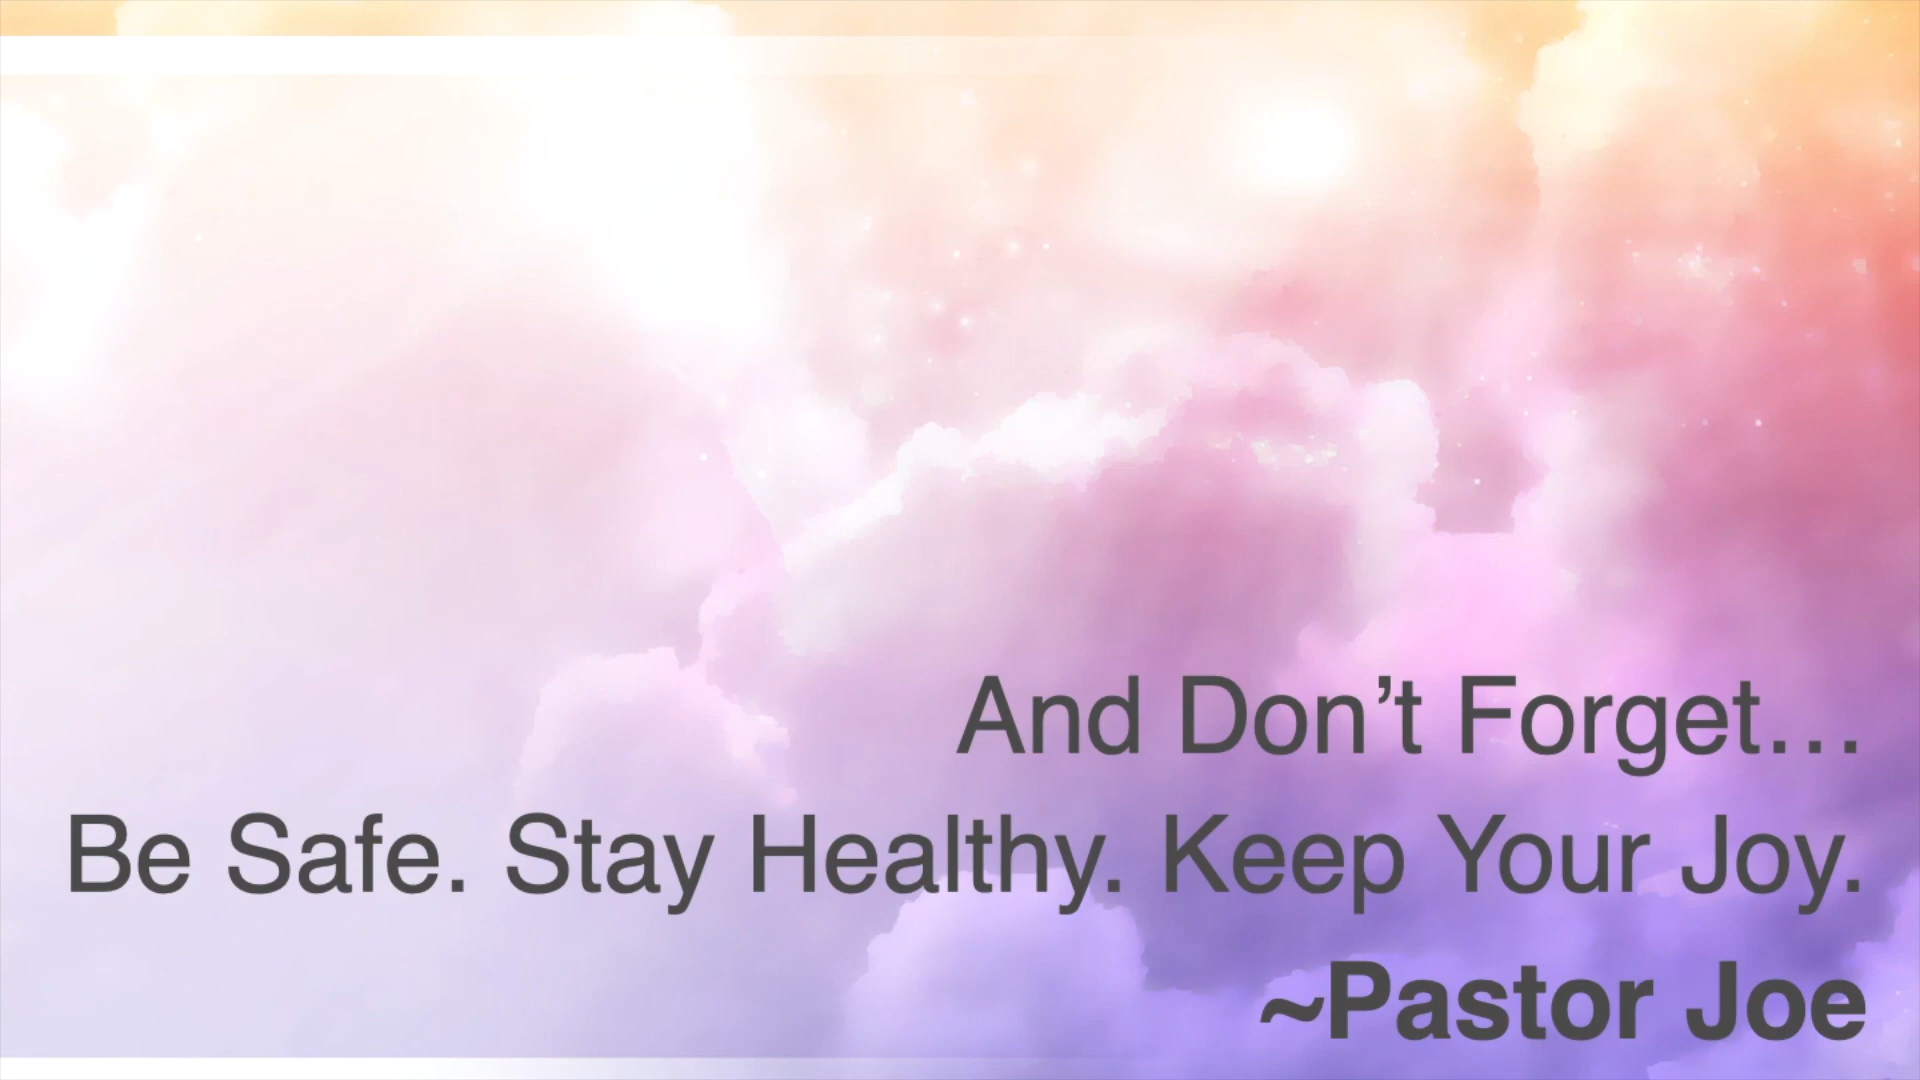 And Don’t Forget…
Be Safe. Stay Healthy. Keep Your Joy.
~Pastor Joe